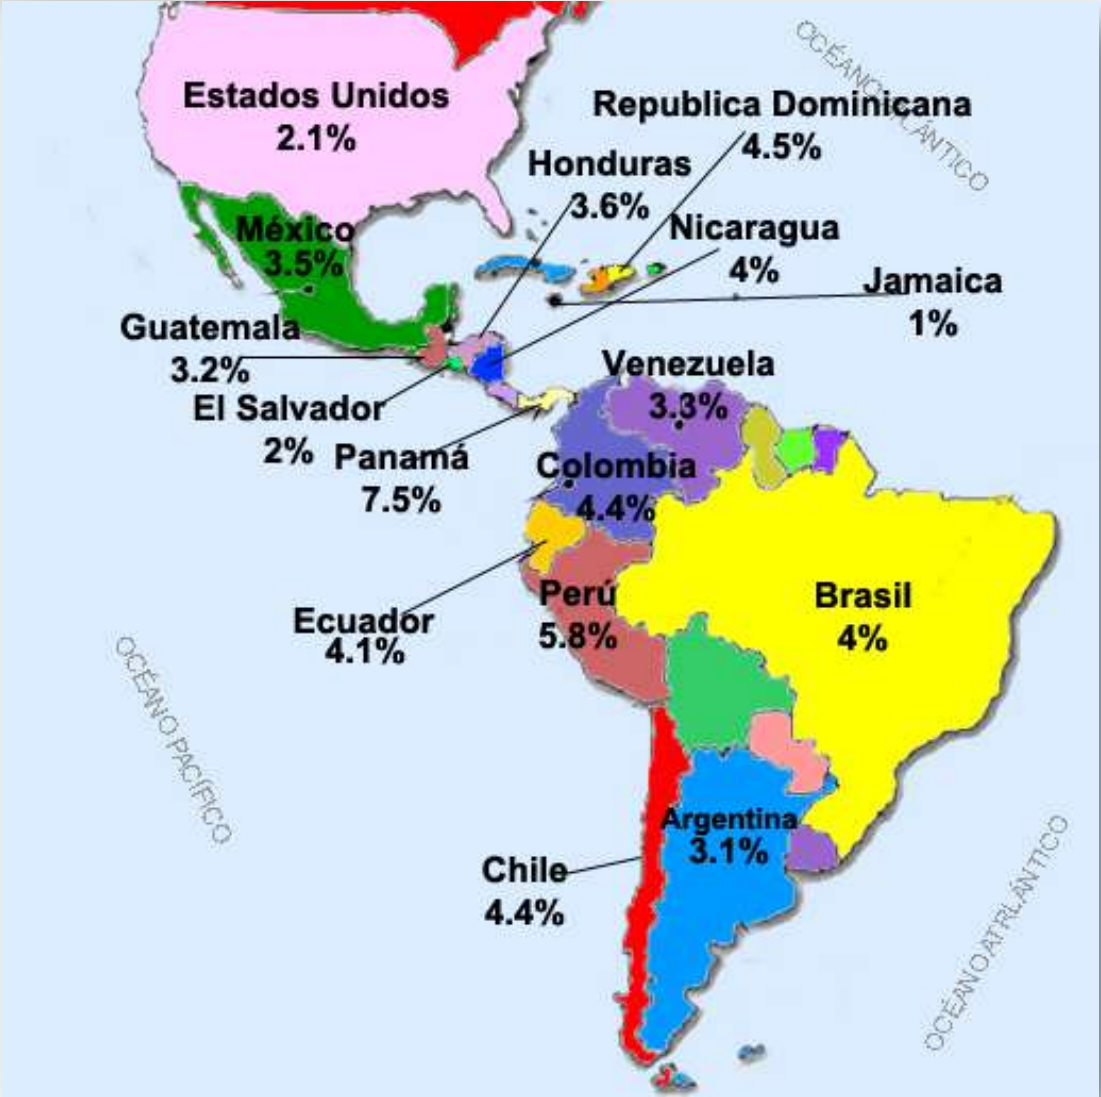 OCÉANO ATLÁNTICO
Estados Unidos
2.1%
Republica Dominicana
4.5%
Honduras
3.6%
México
3.5%
Nicaragua
4%
Jamaica
1%
Guatemala
3.2%
Venezuela
3.3%
El Salvador
2%
Panamá
7.5%
Colombia
4.4%
Ecuador
4.1%
Perú
5.8%
Brasil
4%
OCÉANO PACÍFICO
Argentina
3.1%
Chile
4.4%
OCÉANO ATRLÁNTICO